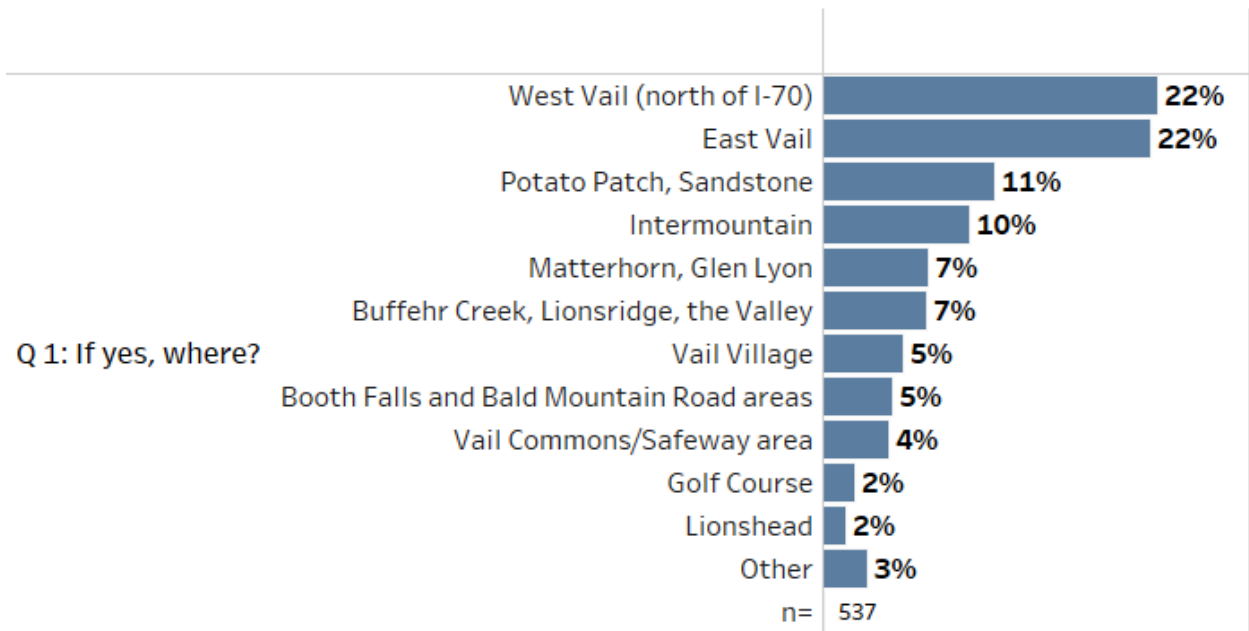 West Vail (north of I-70) 22%
East Vail 22%
Potato Patch, Sandstone 11%
Intermountain 10%
Matterhorn, Glen Lyon 7%
Buffehr Creek, Lionsridge, the Valley 7%
Q 1: If yes, where? Vail Village 5%
Booth Falls and Bald Mountain Road areas 5%
Vail Commons/Safeway area 4%
Golf Course 2%
Lionshead 2%
Other 3%
n= 537